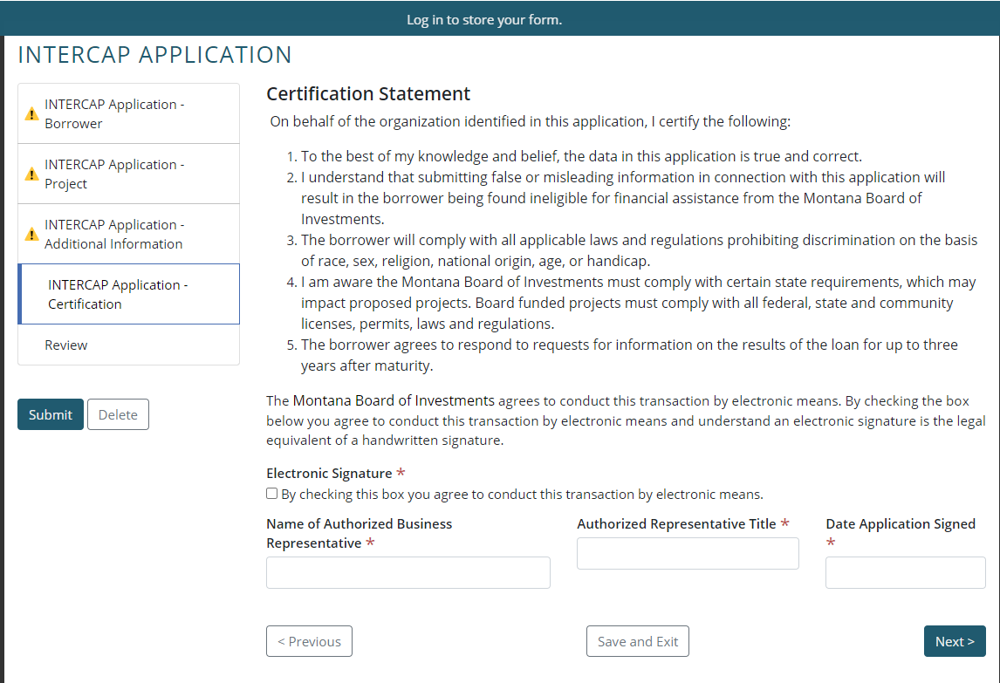 Log in to store your form.
INTERCAP APPLICATION
INTERCAP Application -
Borrower
INTERCAP Application -
Project
INTERCAP Application -
Additional Information
INTERCAP Application -
Certification
Review
Submit
Delete
Certification Statement
On behalf of the organization identified in this application, I certify the following:
1. To the best of my knowledge and belief, the data in this application is true and correct.
2. I understand that submitting false or misleading information in connection with this application will
result in the borrower being found ineligible for financial assistance from the Montana Board of
Investments.
3. The borrower will comply with all applicable laws and regulations prohibiting discrimination on the basis
of race, sex, religion, national origin, age, or handicap.
4. I am aware the Montana Board of Investments must comply with certain state requirements, which may
impact proposed projects. Board funded projects must comply with all federal, state and community
licenses, permits, laws and regulations.
5. The borrower agrees to respond to requests for information on the results of the loan for up to three
years after maturity.
The Montana Board of Investments agrees to conduct this transaction by electronic means. By checking the box
below you agree to conduct this transaction by electronic means and understand an electronic signature is the legal
equivalent of a handwritten signature.
Electronic Signature *
By checking this box you agree to conduct this transaction by electronic means.
Name of Authorized Business
Representative *
Authorized Representative Title *
Date Application Signed
*
< Previous
Save and Exit
Next >